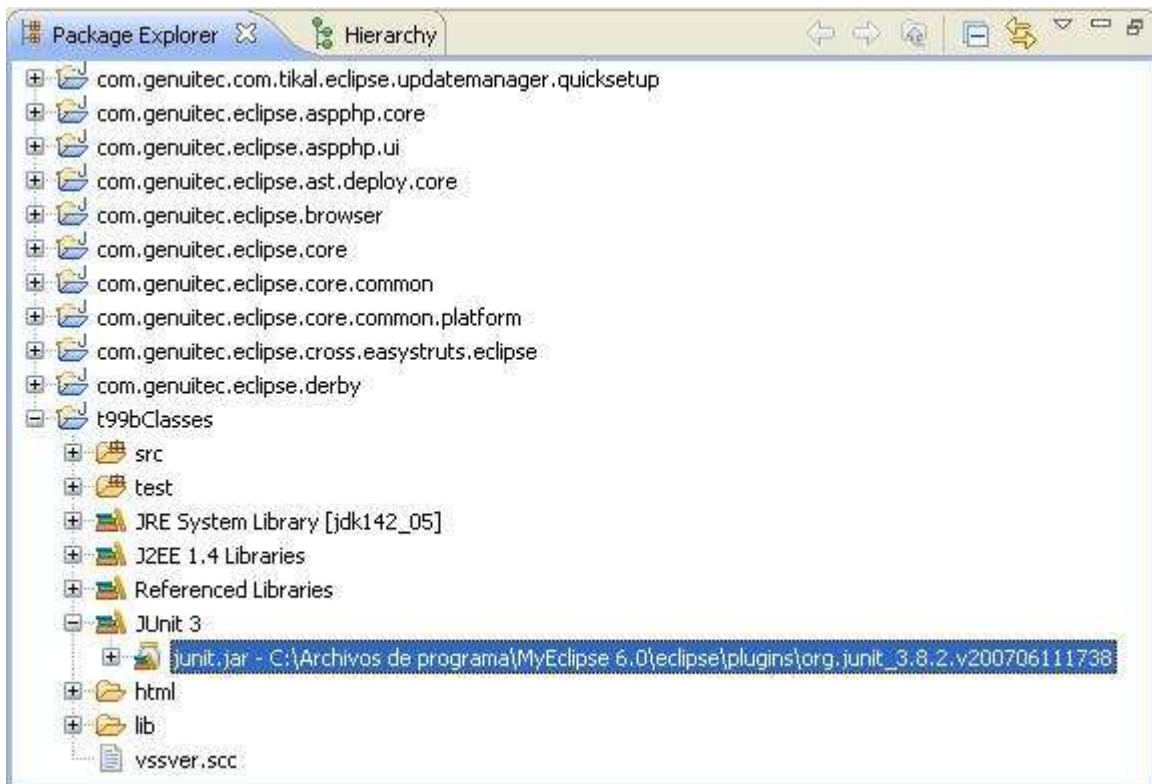 Package Explorer Hierarchy
com.genuitec.com.tikal.eclipse.updatemanager.quicksetup
com.genuitec.eclipse.aspphp.core
com.genuitec.eclipse.aspphp.ui
com.genuitec.eclipse.ast.deploy.core
com.genuitec.eclipse.browser
com.genuitec.eclipse.core
com.genuitec.eclipse.core.common
com.genuitec.eclipse.core.common.platform
com.genuitec.eclipse.cross.easystruts.eclipse
com.genuitec.eclipse.derby
t99bClasses
src
test
JRE System Library [jdk142_05]
J2EE 1.4 Libraries
Referenced Libraries
JUnit 3
junit.jar - C:\Archivos de programa\MyEclipse 6.0\eclipse\plugins\org.junit_3.8.2.v200706111738
html
lib
vssver.scc